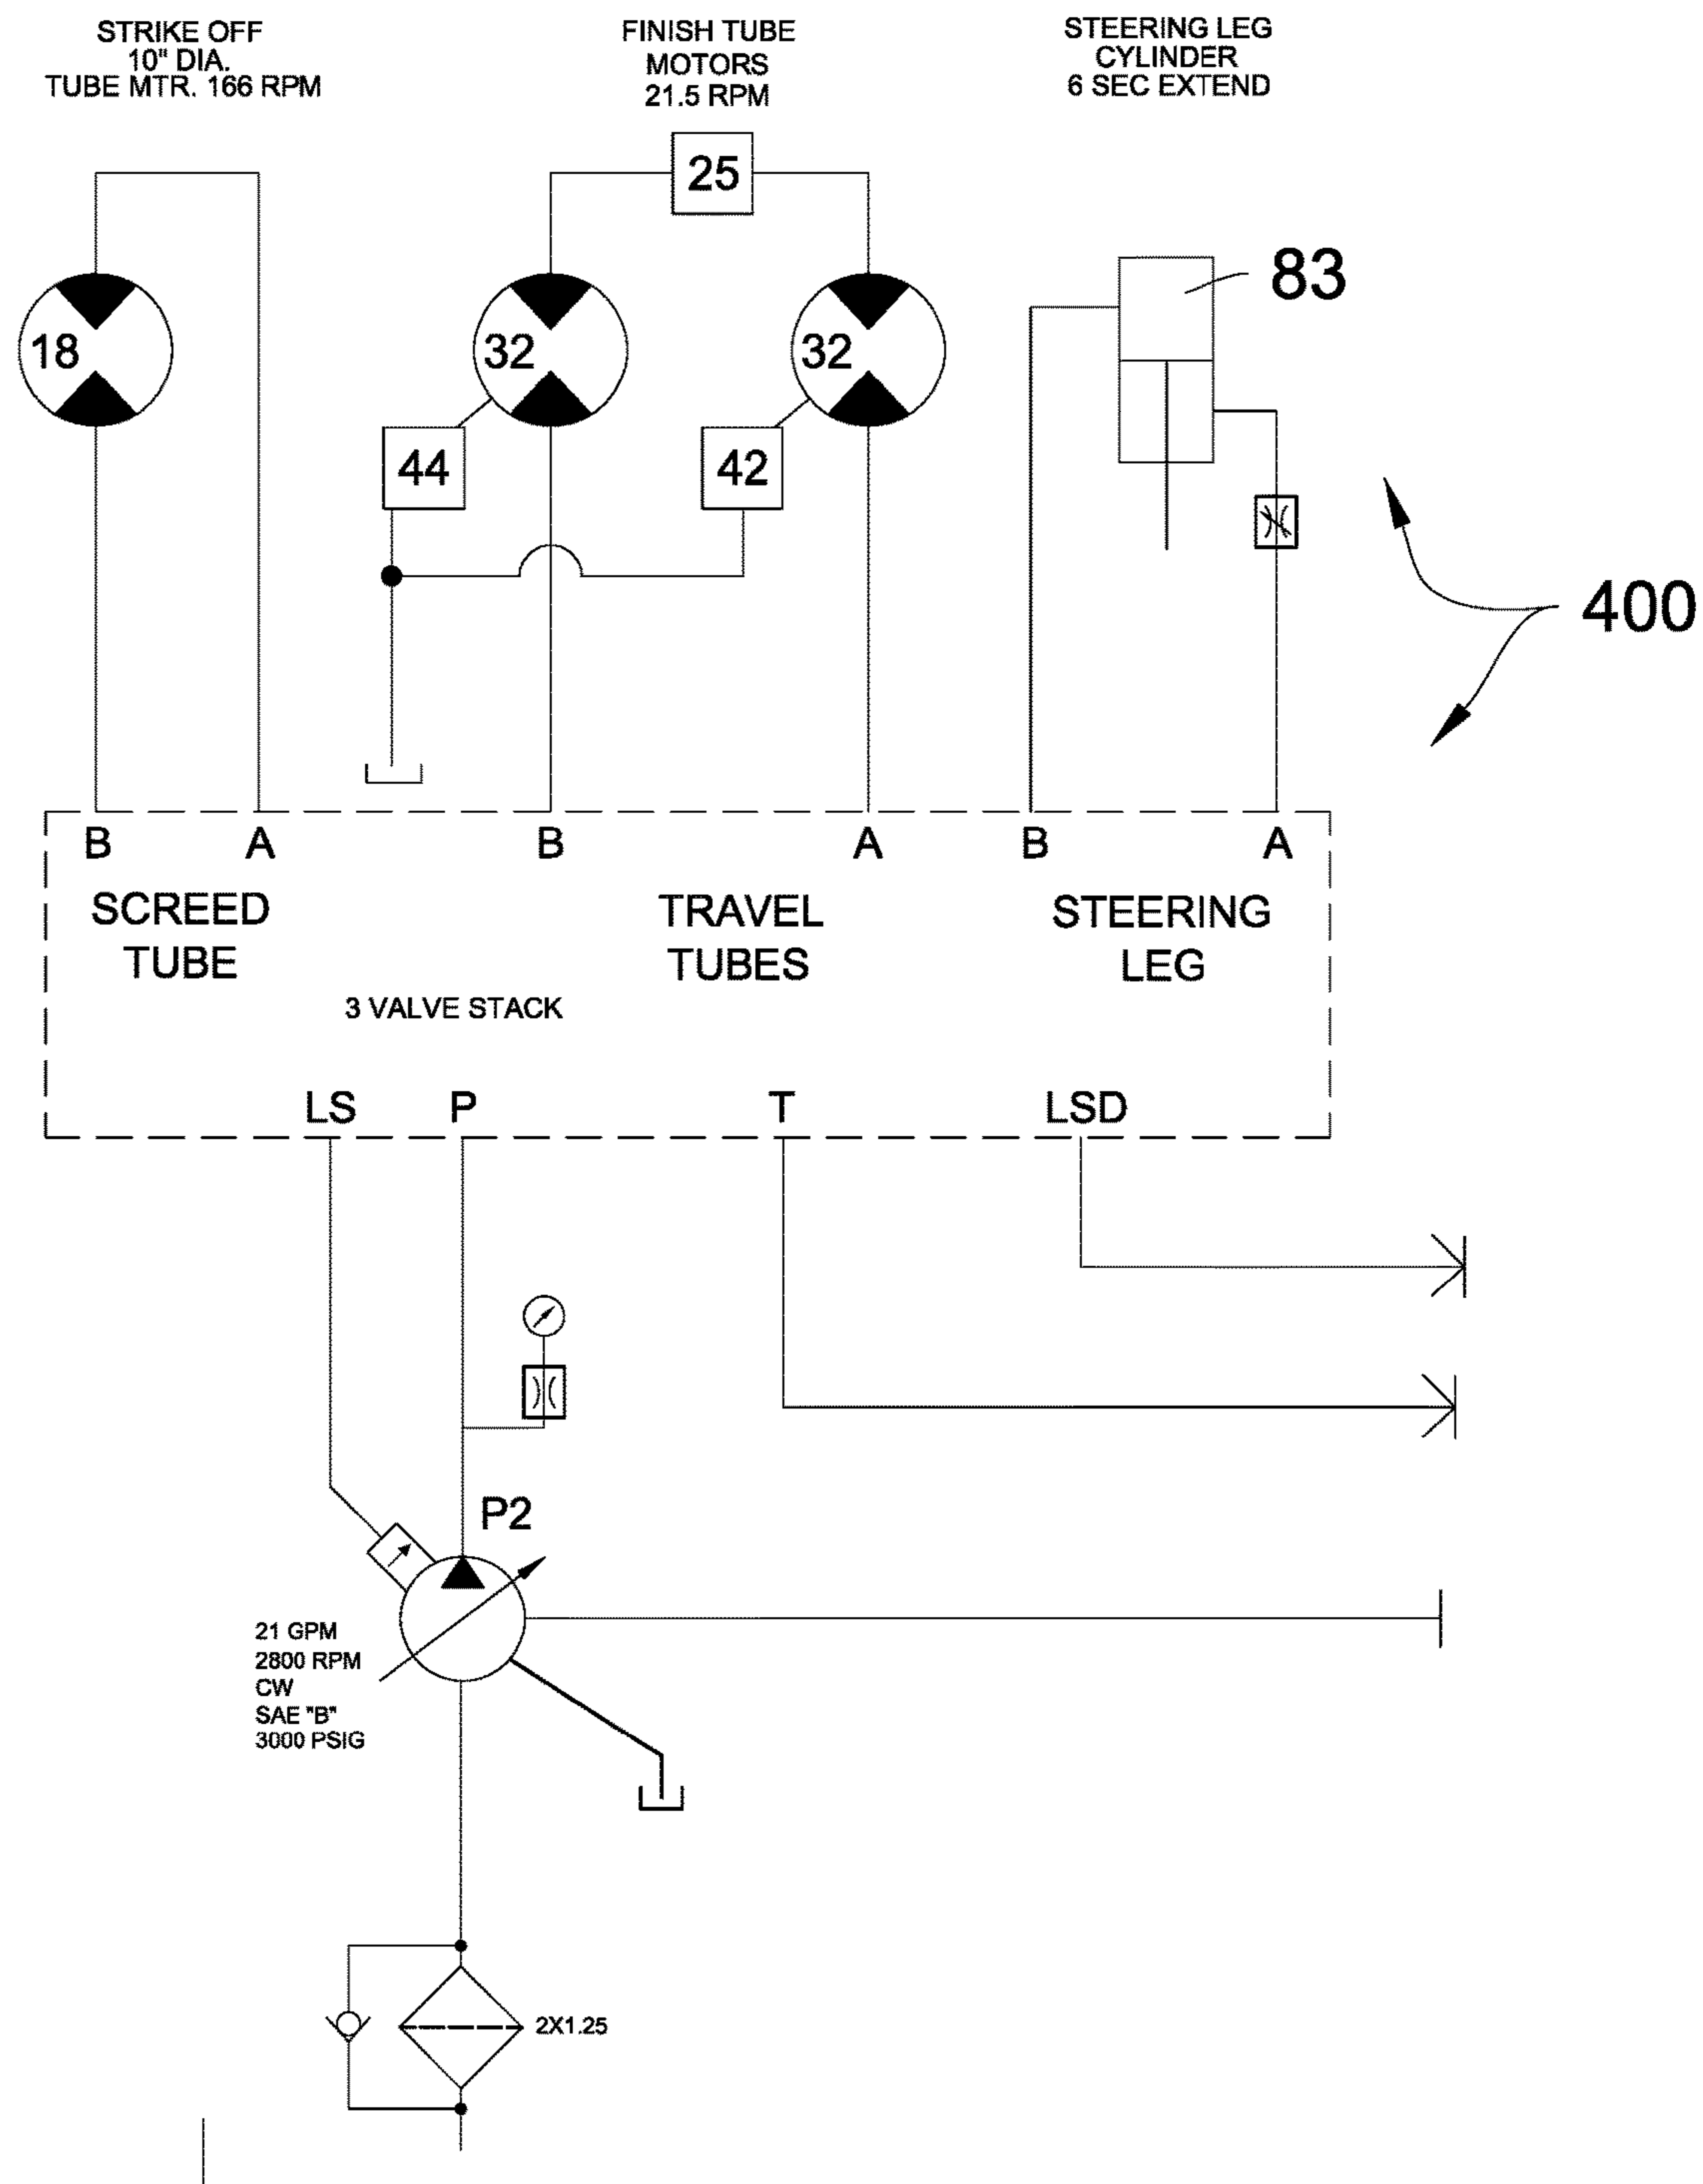 STRIKE OFF
10" DIA.
TUBE MTR. 166 RPM
FINISH TUBE
MOTORS
21.5 RPM
STEERING LEG
CYLINDER
6 SEC EXTEND
25
83
18
32
32
44
42
400
B
A
B
A
B
A
SCREED
TUBE
TRAVEL
TUBES
STEERING
LEG
3 VALVE STACK
LS
P
T
LSD
P2
21 GPM
2800 RPM
CW
SAE "B"
3000 PSIG
2X1.25